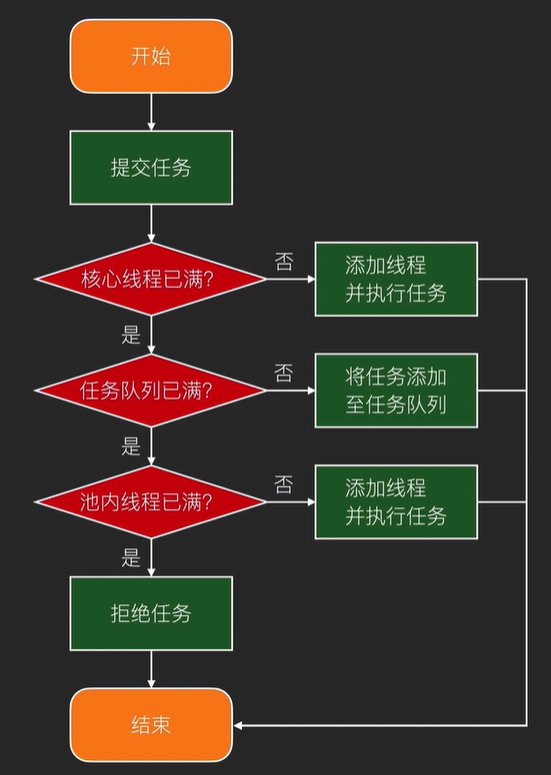 开始
提交任务
核心线程已满?
否
添加线程
并执行任务
是
任务队列已满?
否
将任务添加
至任务队列
是
池内线程已满?
否
添加线程
并执行任务
是
拒绝任务
结束